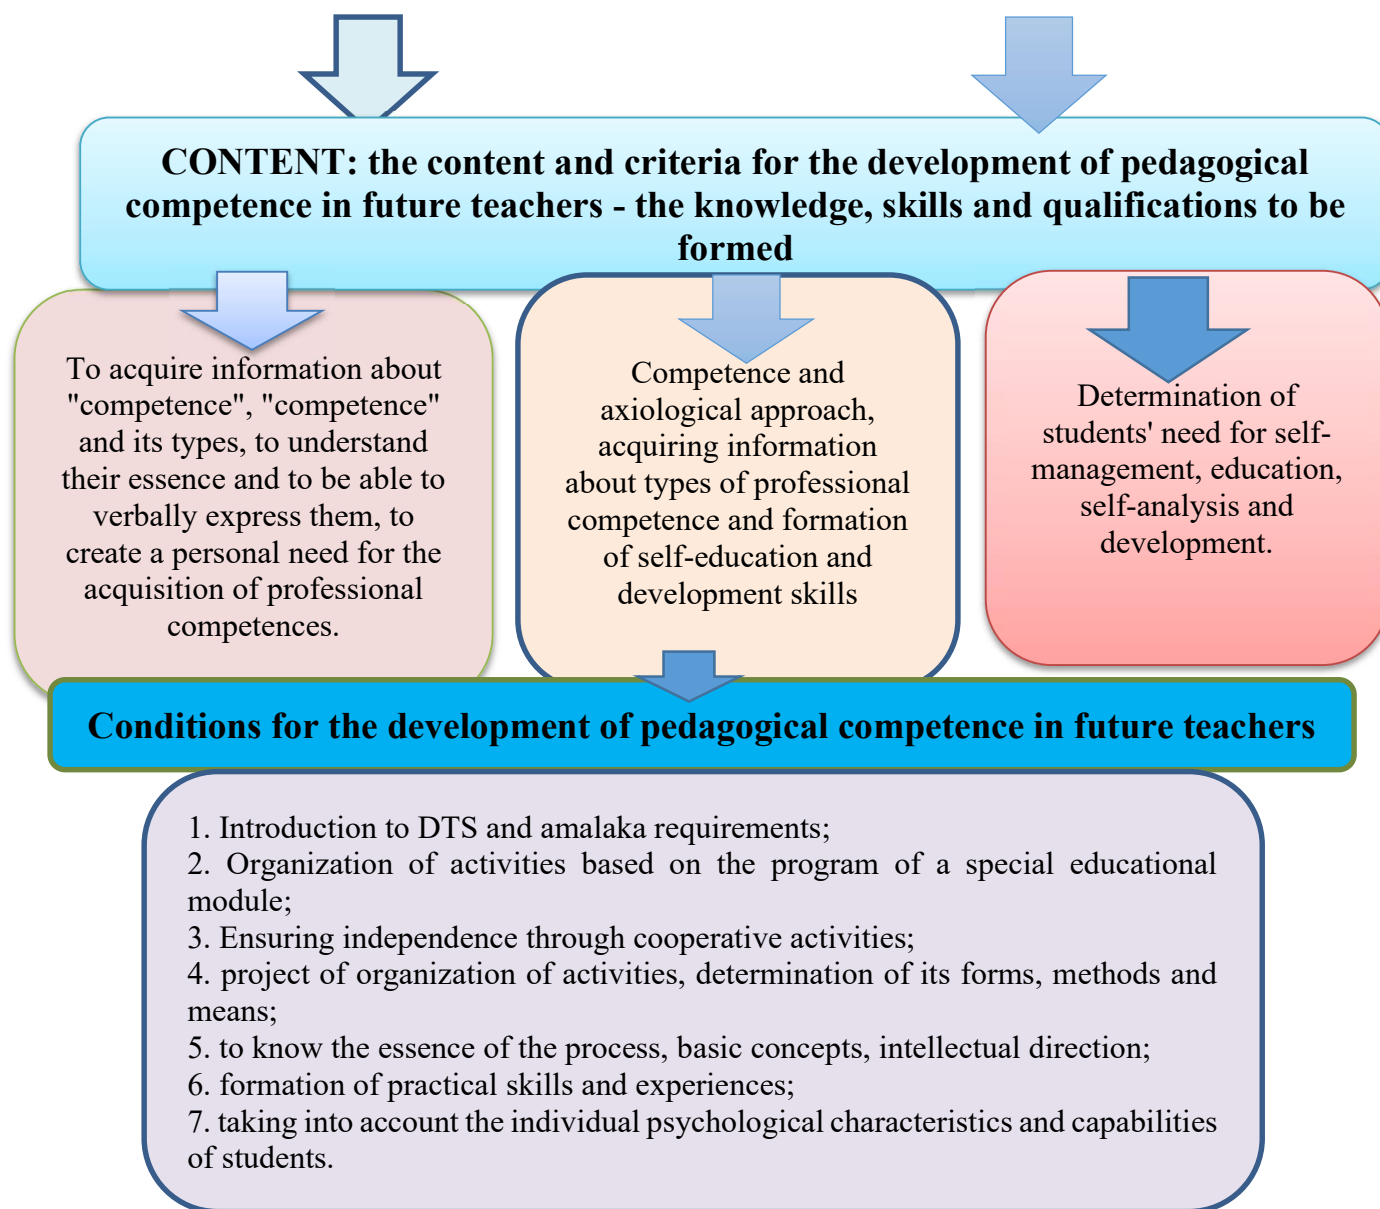 CONTENT: the content and criteria for the development of pedagogical
competence in future teachers - the knowledge, skills and qualifications to be
formed
To acquire information about
"competence", "competence"
and its types, to understand
their essence and to be able to
verbally express them, to
create a personal need for the
acquisition of professional
competences.
Competence and
axiological approach,
acquiring information
about types of professional
competence and formation
of self-education and
development skills
Determination of
students' need for self-
management, education,
self-analysis and
development.
Conditions for the development of pedagogical competence in future teachers
1. Introduction to DTS and amalaka requirements;
2. Organization of activities based on the program of a special educational
module;
3. Ensuring independence through cooperative activities;
4. project of organization of activities, determination of its forms, methods and
means;
5. to know the essence of the process, basic concepts, intellectual direction;
6. formation of practical skills and experiences;
7. taking into account the individual psychological characteristics and capabilities
of students.